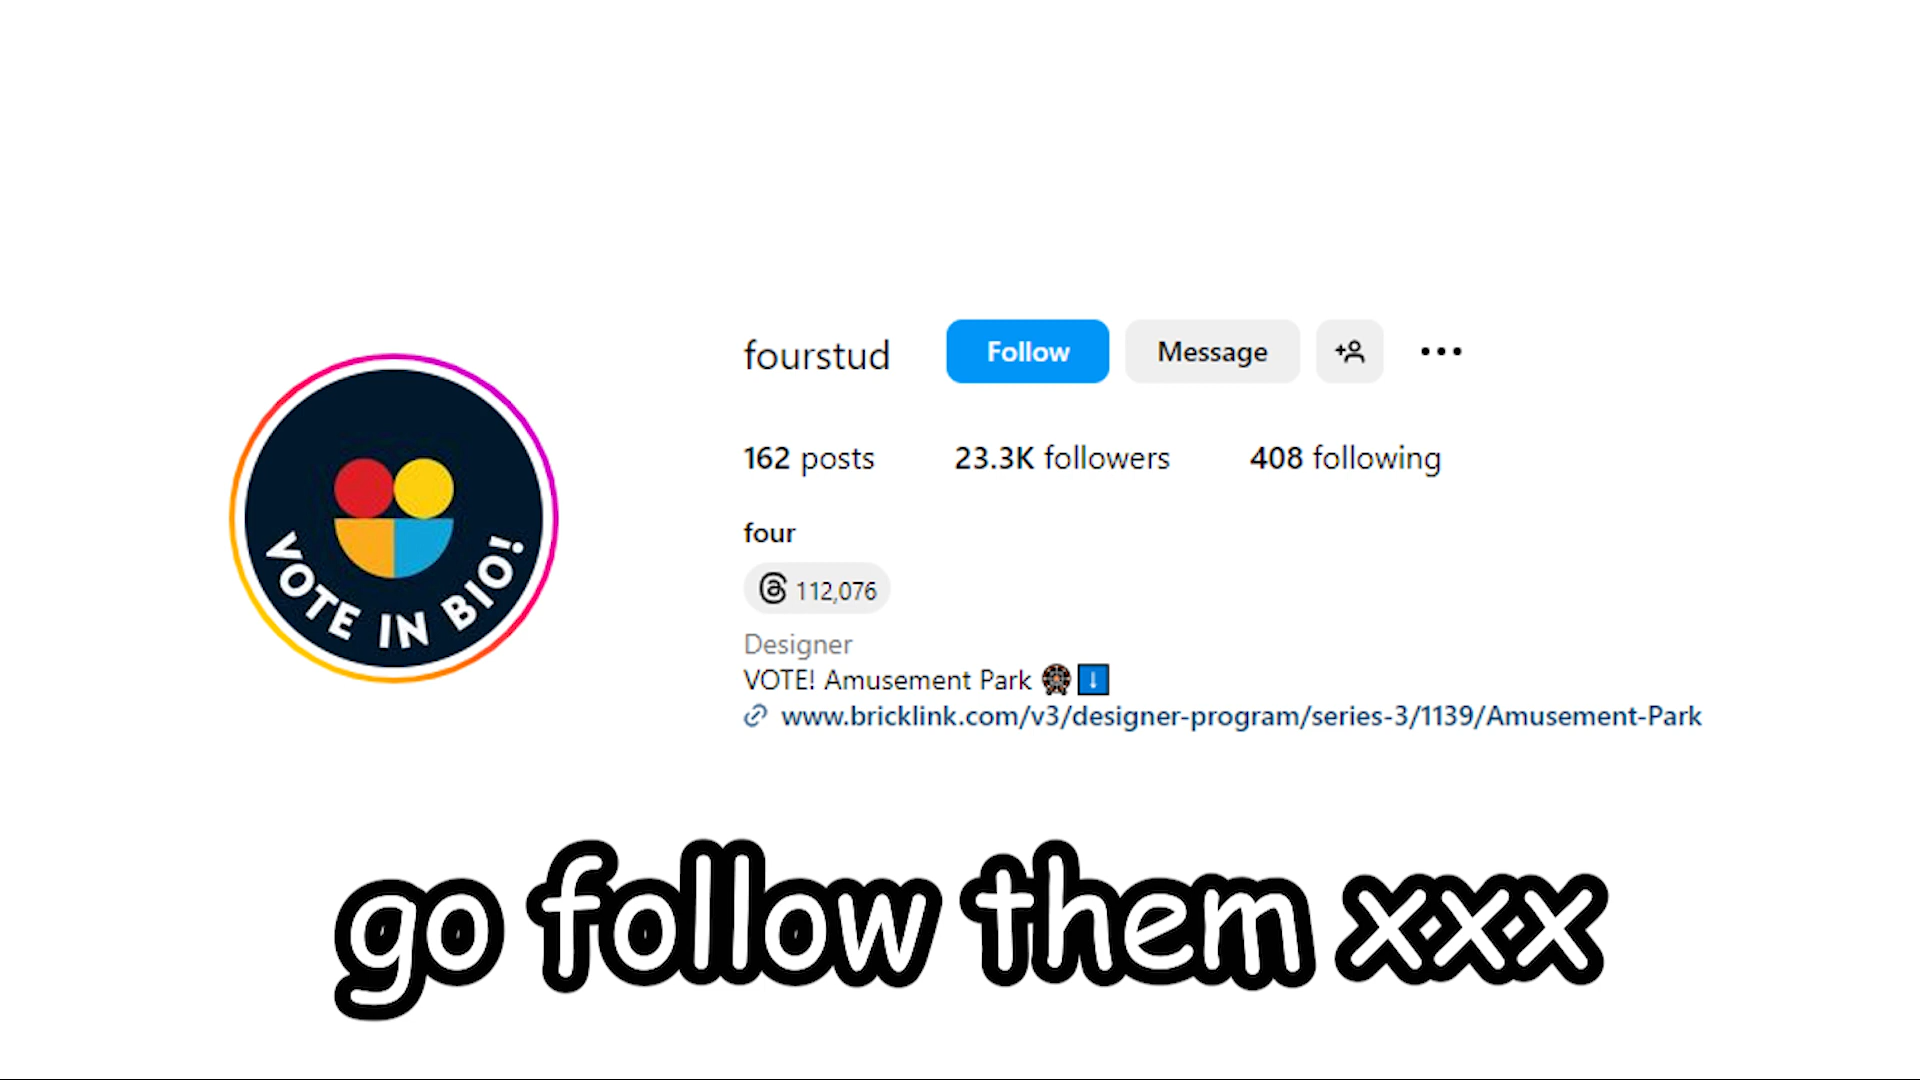 fourstud Follow Message
162 posts 23.3K followers 408 following
four
112,076
Designer
VOTE! Amusement Park
www.bricklink.com/v3/designer-program/series-3/1139/Amusement-Park
VOTE IN BIO!
go follow them xxx